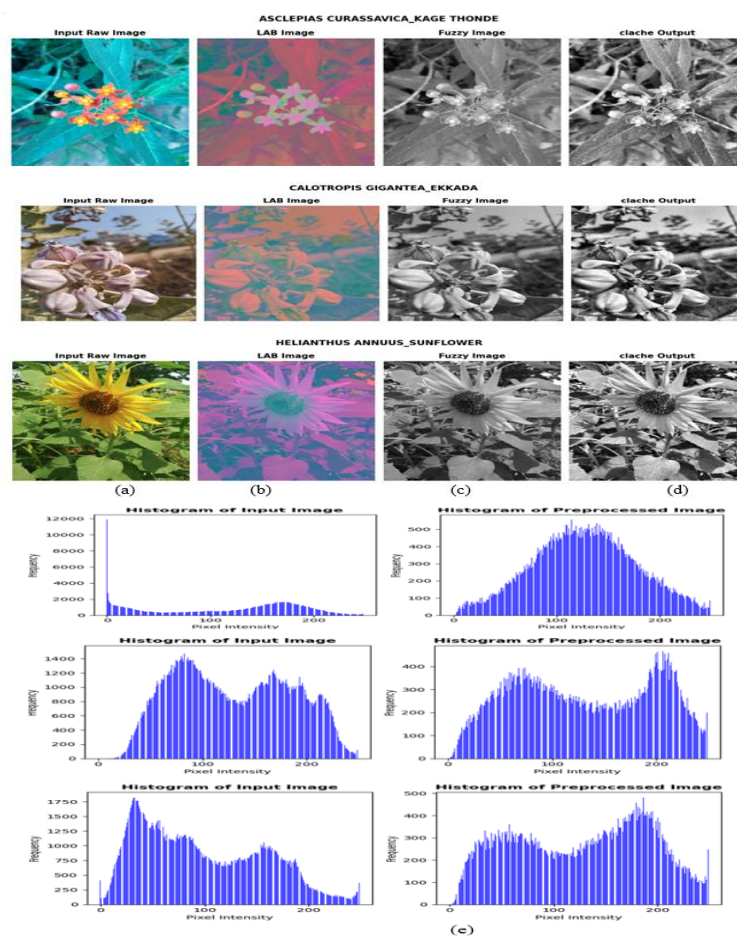 ASCLEPIAS CURASSAVICA_KAGE THONDE
Input Raw Image LAB Image Fuzzy Image clache Output
CALOTROPIS GIGANTEA_EKKADA
Input Raw Image LAB Image Fuzzy Image clache Output
HELIANTHUS ANNUUS_SUNFLOWER
Input Raw Image LAB Image Fuzzy Image clache Output
(a) (b) (c) (d)
Histogram of Input Image Histogram of Preprocessed Image
Frequency
12000
10000
8000
6000
4000
20000
0
0 100 200
Pixel Intensity
Frequency
500
400
300
200
100
0
0 100 200
Pixel Intensity
Histogram of Input Image Histogram of Preprocessed Image
Frequency
1400
1200
1000
800
600
400
200
0
0 100 200
Pixel Intensity
Frequency
400
300
200
100
0
0 100 200
Pixel Intensity
Histogram of Input Image Histogram of Preprocessed Image
Frequency
1750
1500
1250
1000
750
500
250
0
0 100 200
Pixel Intensity
Frequency
500
400
300
200
100
0
0 100 200
Pixel Intensity
(e)